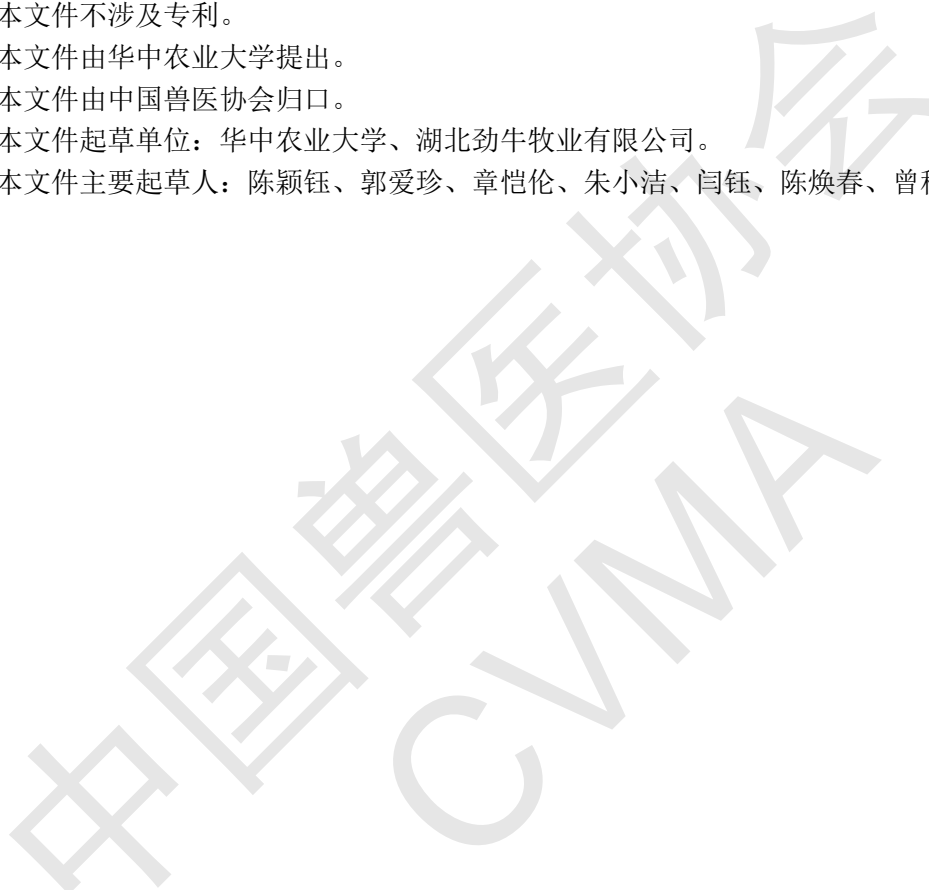 本文件不涉及专利。
本文件由华中农业大学提出。
本文件由中国兽医协会归口。
本文件起草单位：华中农业大学、湖北劲牛牧业有限公司。
本文件主要起草人：陈颖钰、郭爱珍、章恺伦、朱小洁、闫钰、陈焕春、曾
中国兽医协会
CVMA